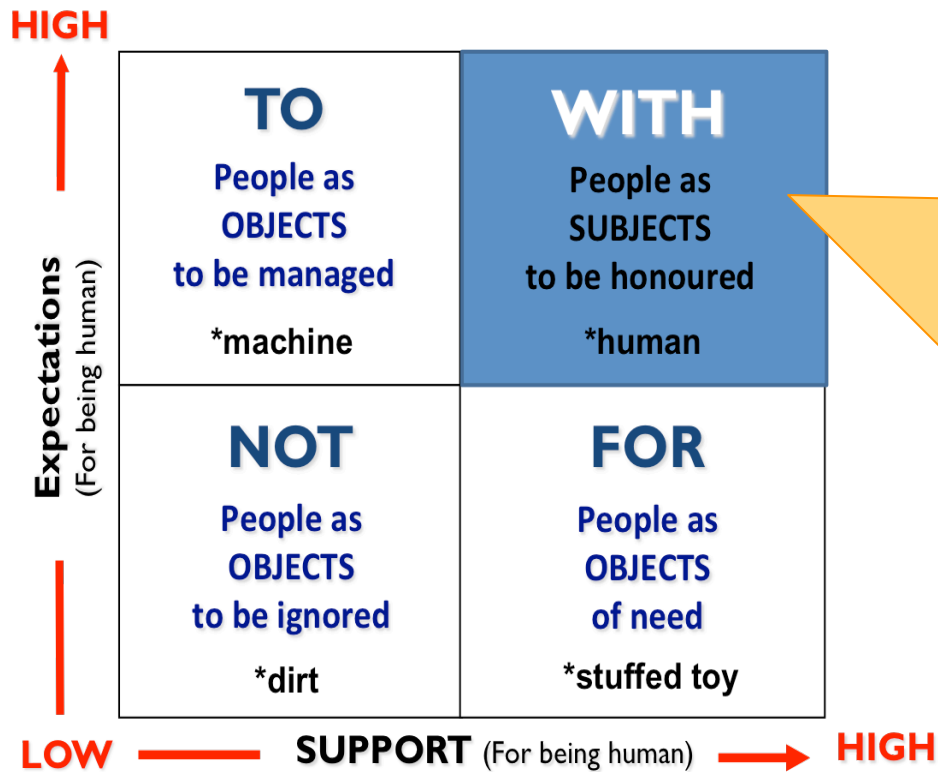 HIGH
TO
People as
OBJECTS
to be managed
*machine
WITH
People as
SUBJECTS
to be honoured
*human
Expectations
(For being human)
NOT
People as
OBJECTS
to be ignored
*dirt
FOR
People as
OBJECTS
of need
*stuffed toy
LOW
SUPPORT (For being human)
HIGH